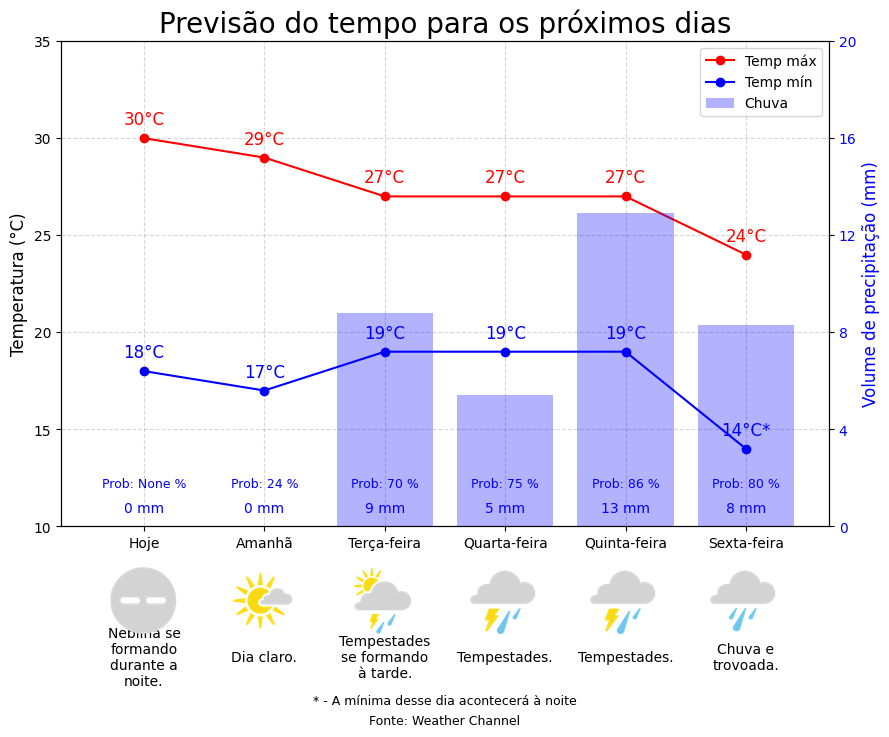 Previsão do tempo para os próximos dias
Temperatura (°C)
Volume de precipitação (mm)
35
30
25
20
15
10
20
16
12
8
4
0
Temp máx
Temp mín
Chuva
30°C
29°C
27°C
27°C
27°C
24°C
18°C
17°C
19°C
19°C
19°C
14°C*
Prob: None %
Prob: 24 %
Prob: 70 %
Prob: 75 %
Prob: 86 %
Prob: 80 %
0 mm
0 mm
9 mm
5 mm
13 mm
8 mm
Hoje
Amanhã
Terça-feira
Quarta-feira
Quinta-feira
Sexta-feira
Neblina se
formando
durante a
noite.
Dia claro.
Tempestades
se formando
à tarde.
Tempestades.
Tempestades.
Chuva e
trovoada.
* - A mínima desse dia acontecerá à noite
Fonte: Weather Channel